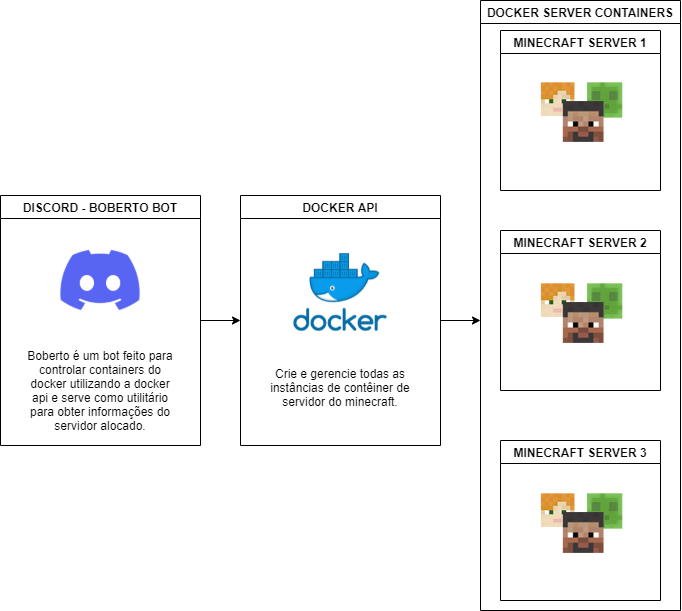 DOCKER SERVER CONTAINERS
MINECRAFT SERVER 1
DISCORD - BOBERTO BOT
Boberto é um bot feito para
controlar containers do
docker utilizando a docker
api e serve como utilitário
para obter informações do
servidor alocado.
DOCKER API
docker
Crie e gerencie todas as
instâncias de contêiner de
servidor do minecraft.
MINECRAFT SERVER 2
MINECRAFT SERVER 3